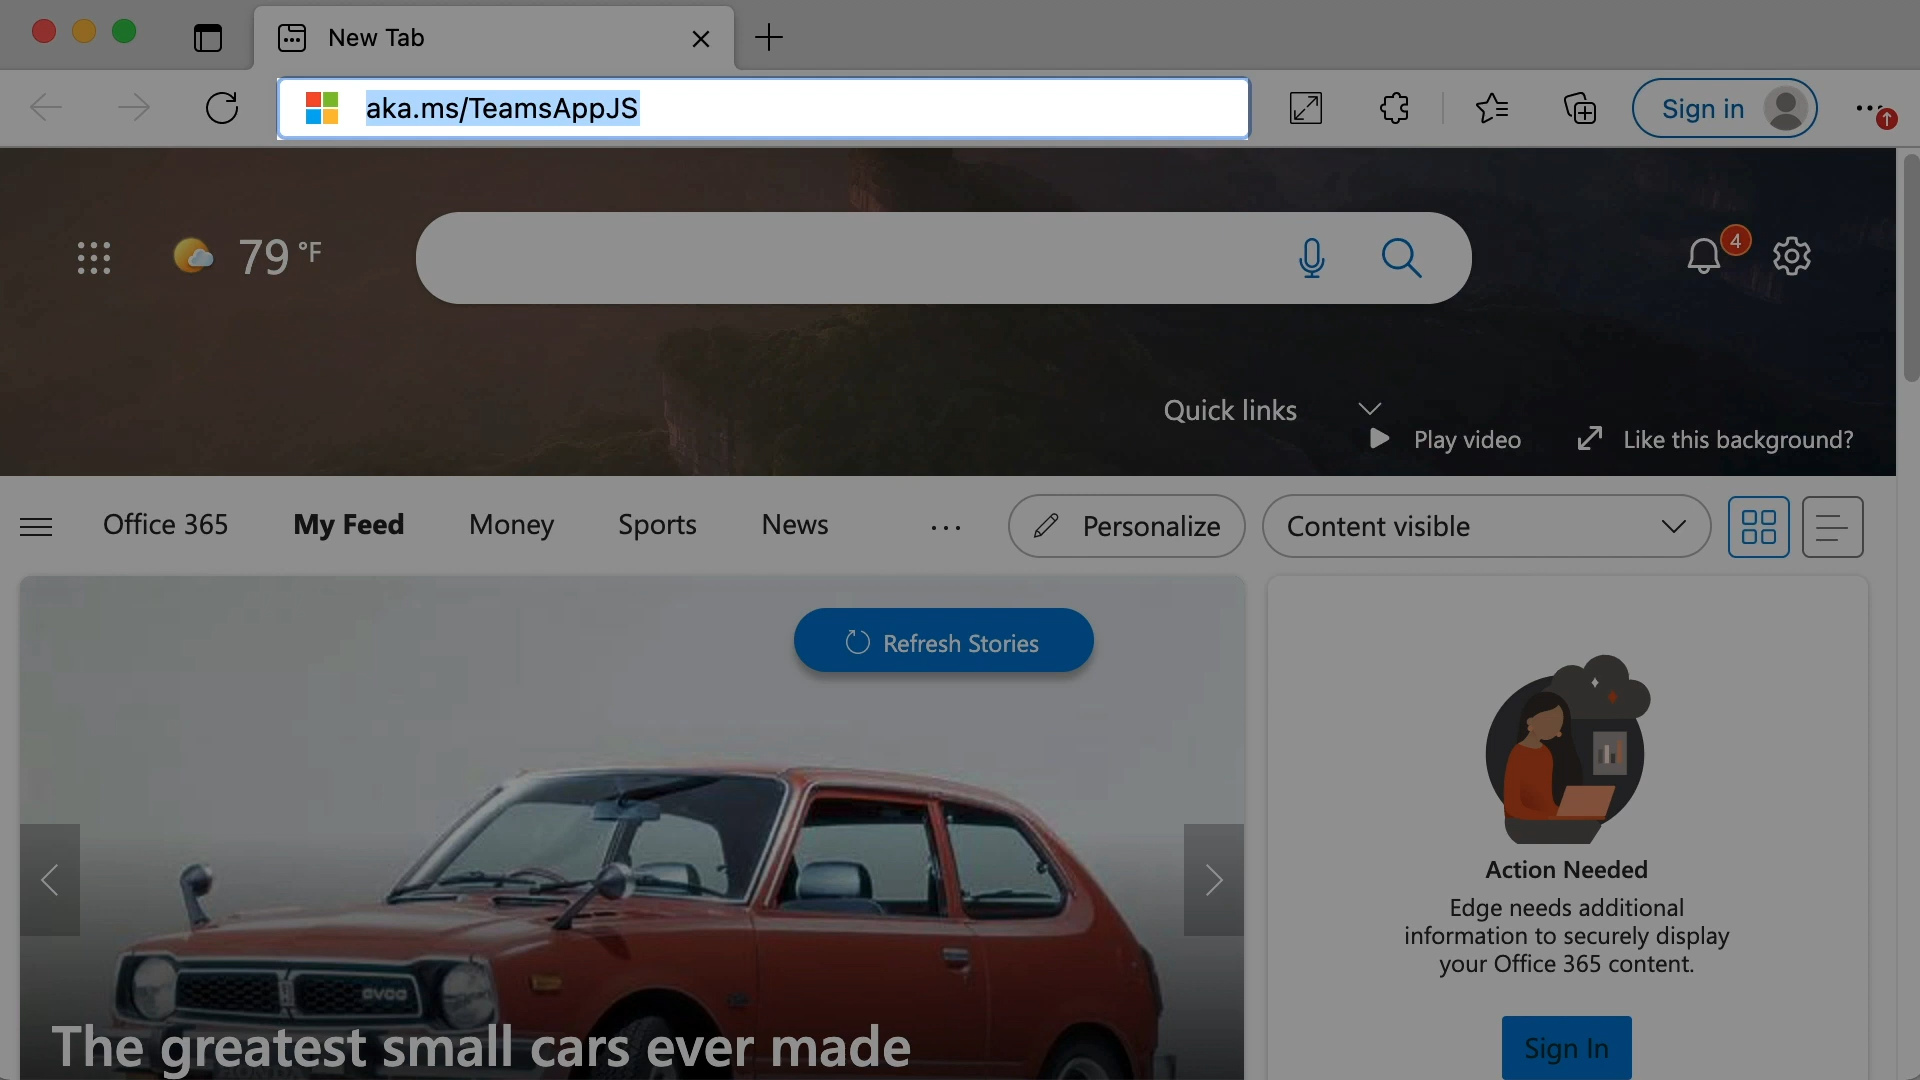 New Tab
aka.ms/TeamsAppJS
Sign in
79 °F
4
Quick links
Play video
Like this background?
Office 365
My Feed
Money
Sports
News
...
Personalize
Content visible
Refresh Stories
The greatest small cars ever made
Action Needed
Edge needs additional
information to securely display
your Office 365 content.
Sign In